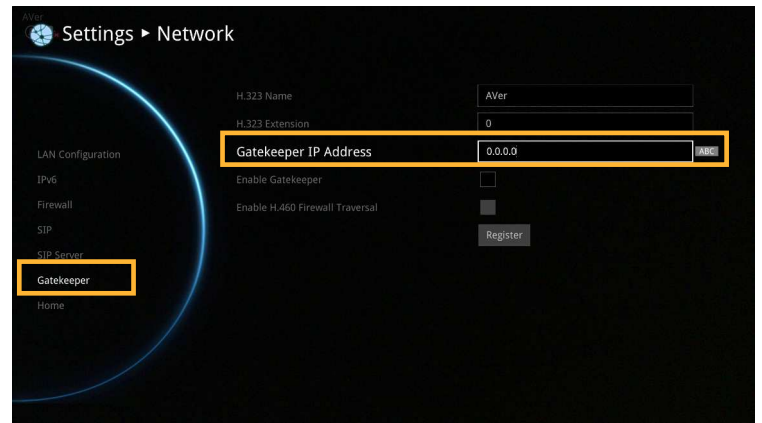 AVer
Settings ► Network
H.323 Name
AVer
H.323 Extension
0
Gatekeeper IP Address
0.0.0.0
ABC
Enable Gatekeeper
Enable H.460 Firewall Traversal
Register
LAN Configuration
IPv6
Firewall
SIP
SIP Server
Gatekeeper
Home